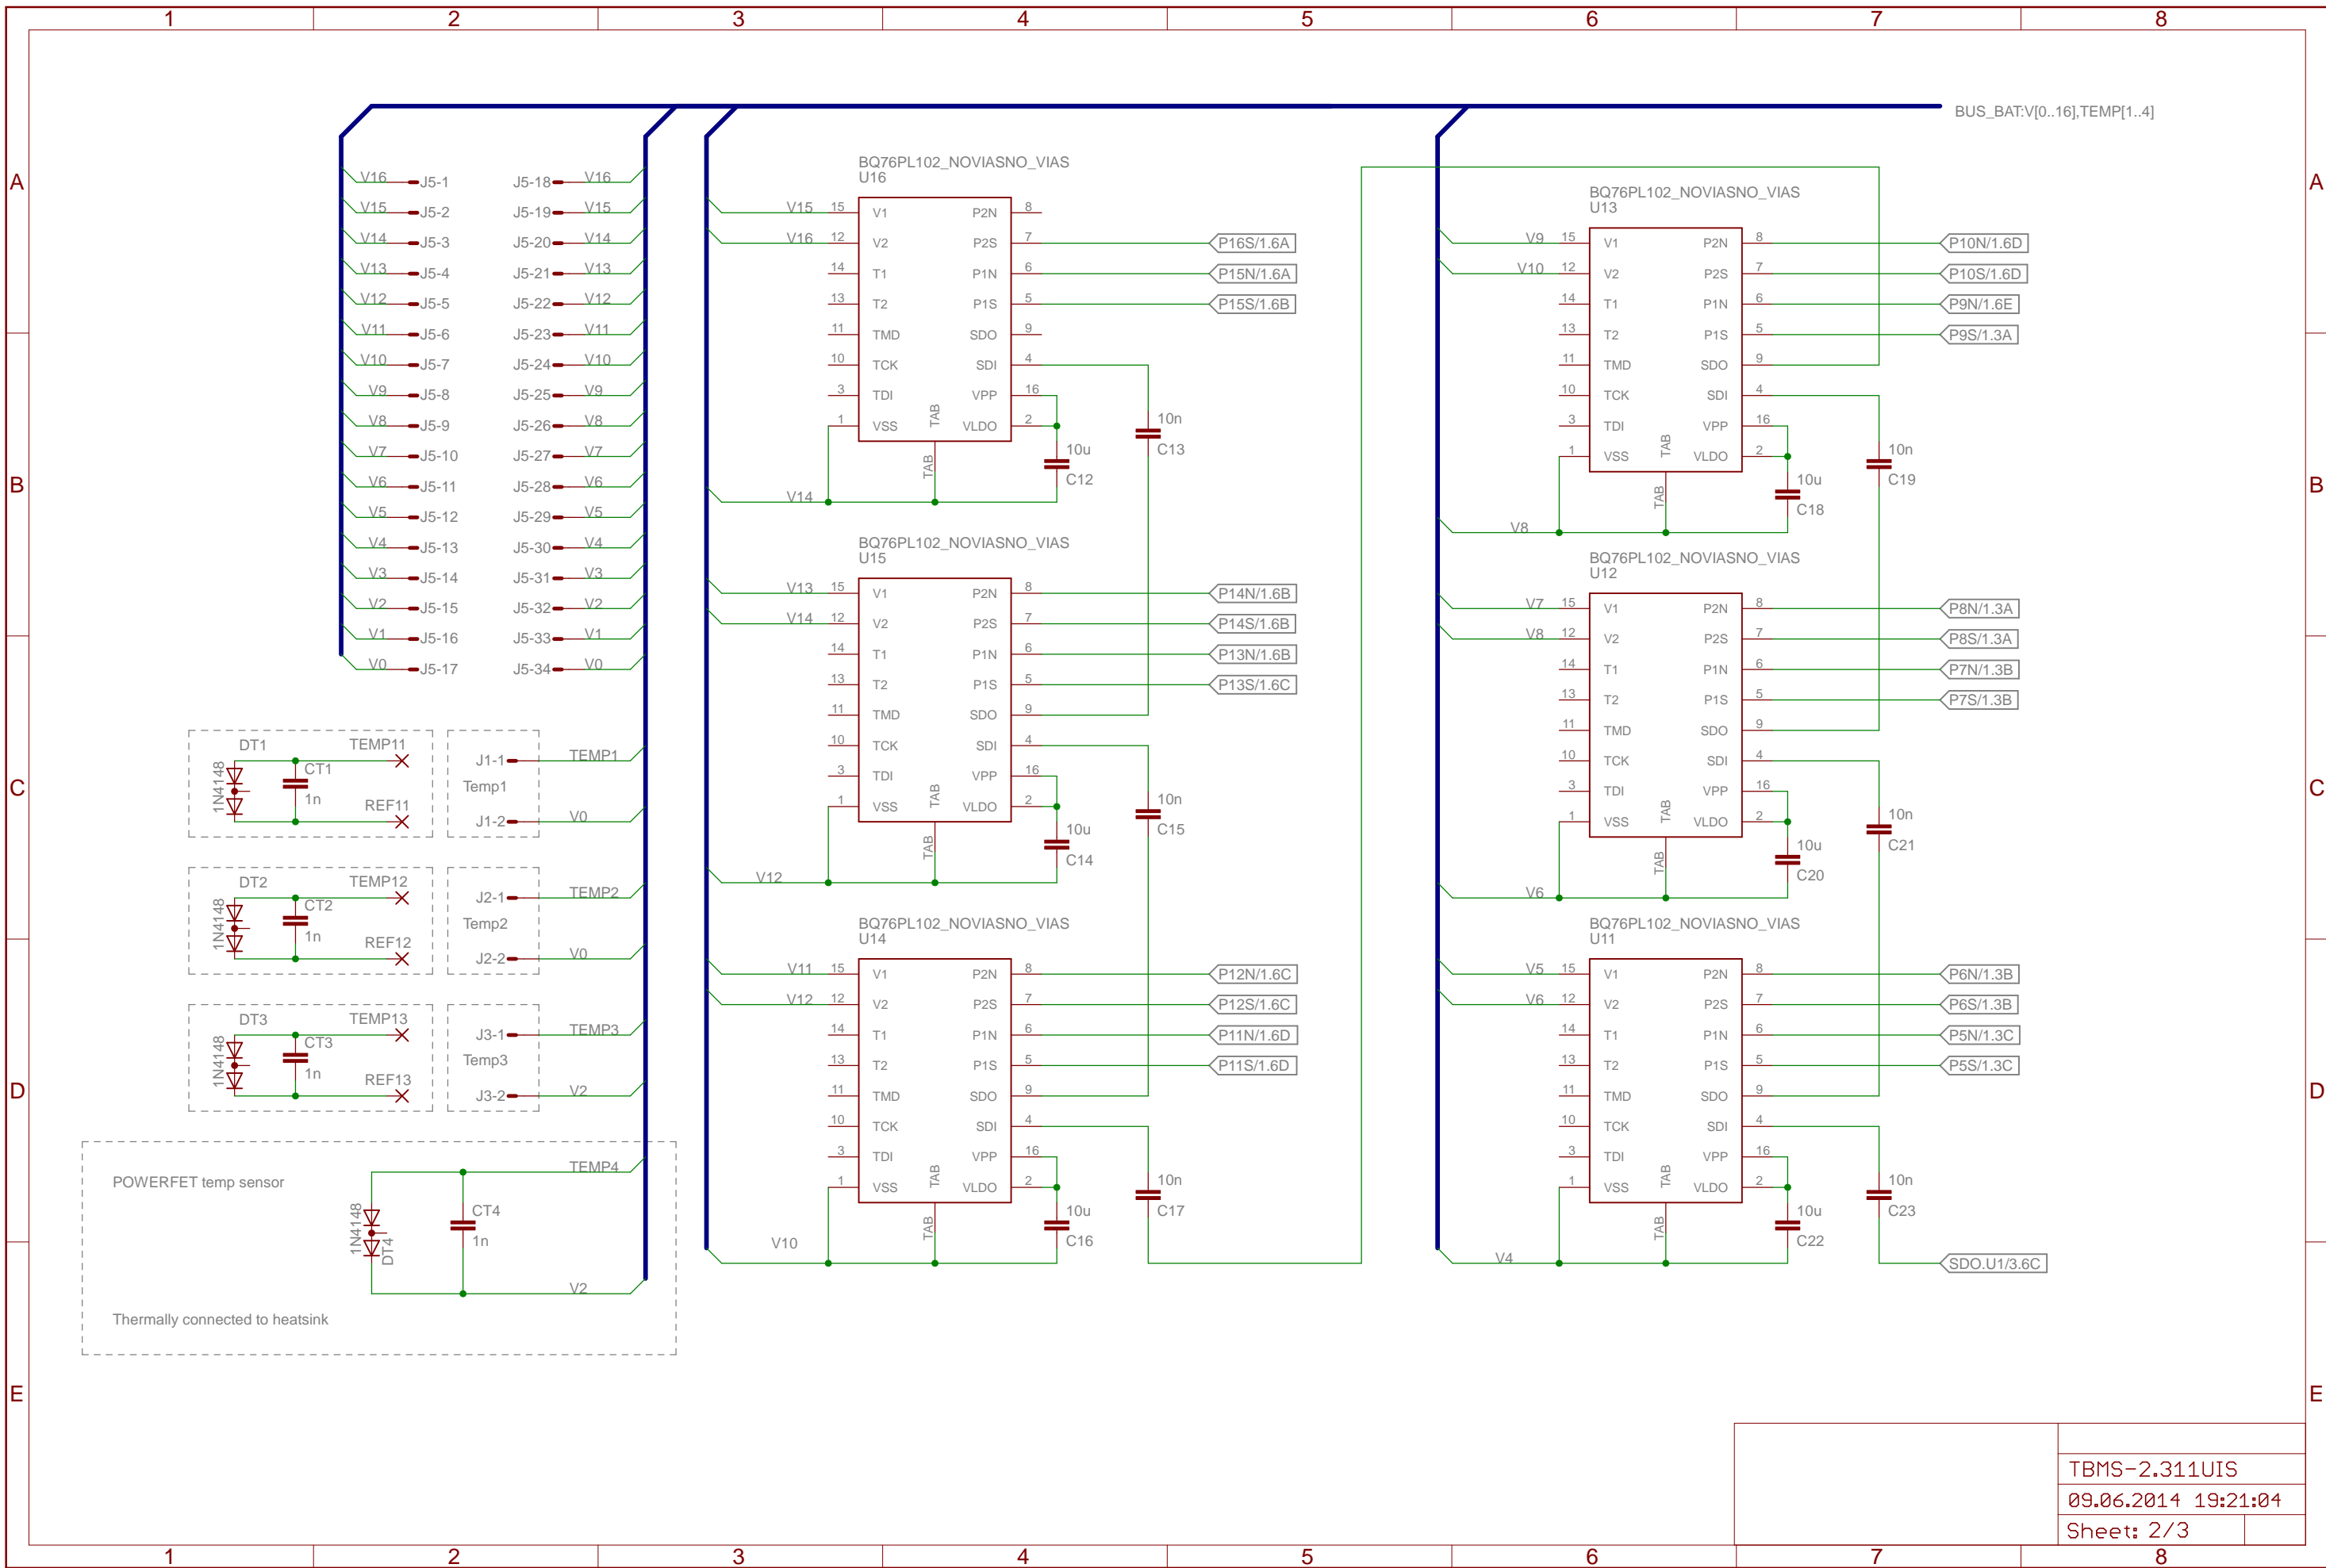 1 2 3 4 5 6 7 8
BUS_BAT:V[0..16],TEMP[1..4]
A
A
V16 J5-1 J5-18 V16
V15 J5-2 J5-19 V15
V14 J5-3 J5-20 V14
V13 J5-4 J5-21 V13
V12 J5-5 J5-22 V12
V11 J5-6 J5-23 V11
V10 J5-7 J5-24 V10
V9 J5-8 J5-25 V9
V8 J5-9 J5-26 V8
V7 J5-10 J5-27 V7
V6 J5-11 J5-28 V6
V5 J5-12 J5-29 V5
V4 J5-13 J5-30 V4
V3 J5-14 J5-31 V3
V2 J5-15 J5-32 V2
V1 J5-16 J5-33 V1
V0 J5-17 J5-34 V0
B
B
C
C
DT1 TEMP11
1N4148 CT1
1n
REF11
J1-1 TEMP1
Temp1
J1-2 V0
DT2 TEMP12
1N4148 CT2
1n
REF12
J2-1 TEMP2
Temp2
J2-2 V0
DT3 TEMP13
1N4148 CT3
1n
REF13
J3-1 TEMP3
Temp3
J3-2 V2
D
D
TEMP4
POWERFET temp sensor
1N4148 DT4
CT4
1n
V2
Thermally connected to heatsink
E
E
BQ76PL102_NOVIASNO_VIAS
U16
V15 15 V1 P2N 8
V16 12 V2 P2S 7 P16S/1.6A
14 T1 P1N 6 P15N/1.6A
13 T2 P1S 5 P15S/1.6B
11 TMD SDO 9
10 TCK SDI 4
3 TDI VPP 16
1 VSS TAB VLDO 2
TAB
10u
C12
10n
C13
V14
BQ76PL102_NOVIASNO_VIAS
U15
V13 15 V1 P2N 8 P14N/1.6B
V14 12 V2 P2S 7 P14S/1.6B
14 T1 P1N 6 P13N/1.6B
13 T2 P1S 5 P13S/1.6C
11 TMD SDO 9
10 TCK SDI 4
3 TDI VPP 16
1 VSS TAB VLDO 2
TAB
10u
C14
10n
C15
V12
BQ76PL102_NOVIASNO_VIAS
U14
V11 15 V1 P2N 8 P12N/1.6C
V12 12 V2 P2S 7 P12S/1.6C
14 T1 P1N 6 P11N/1.6D
13 T2 P1S 5 P11S/1.6D
11 TMD SDO 9
10 TCK SDI 4
3 TDI VPP 16
1 VSS TAB VLDO 2
TAB
10u
C16
10n
C17
V10
BQ76PL102_NOVIASNO_VIAS
U13
V9 15 V1 P2N 8 P10N/1.6D
V10 12 V2 P2S 7 P10S/1.6D
14 T1 P1N 6 P9N/1.6E
13 T2 P1S 5 P9S/1.3A
11 TMD SDO 9
10 TCK SDI 4
3 TDI VPP 16
1 VSS TAB VLDO 2
TAB
10u
C18
10n
C19
V8
BQ76PL102_NOVIASNO_VIAS
U12
V7 15 V1 P2N 8 P8N/1.3A
V8 12 V2 P2S 7 P8S/1.3A
14 T1 P1N 6 P7N/1.3B
13 T2 P1S 5 P7S/1.3B
11 TMD SDO 9
10 TCK SDI 4
3 TDI VPP 16
1 VSS TAB VLDO 2
TAB
10u
C20
10n
C21
V6
BQ76PL102_NOVIASNO_VIAS
U11
V5 15 V1 P2N 8 P6N/1.3B
V6 12 V2 P2S 7 P6S/1.3B
14 T1 P1N 6 P5N/1.3C
13 T2 P1S 5 P5S/1.3C
11 TMD SDO 9
10 TCK SDI 4
3 TDI VPP 16
1 VSS TAB VLDO 2
TAB
10u
C22
10n
C23
V4
SDO.U1/3.6C
TBMS-2.311UIS
09.06.2014 19:21:04
Sheet: 2/3
1 2 3 4 5 6 7 8